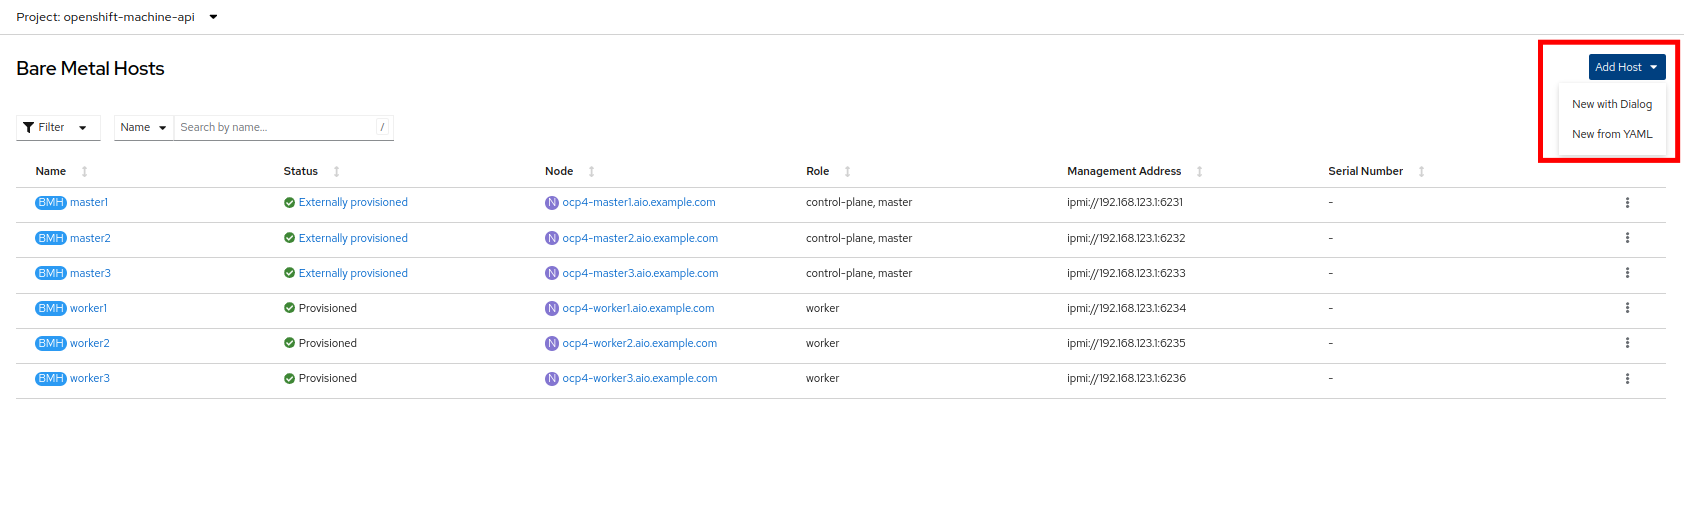 Project: openshift-machine-api
Bare Metal Hosts
Add Host
New with Dialog
New from YAML
Filter Name Search by name... /
Name Status Node Role Management Address Serial Number
BMH master1 Externally provisioned N ocp4-master1.aio.example.com control-plane, master ipmi://192.168.123.1:6231 -
BMH master2 Externally provisioned N ocp4-master2.aio.example.com control-plane, master ipmi://192.168.123.1:6232 -
BMH master3 Externally provisioned N ocp4-master3.aio.example.com control-plane, master ipmi://192.168.123.1:6233 -
BMH worker1 Provisioned N ocp4-worker1.aio.example.com worker ipmi://192.168.123.1:6234 -
BMH worker2 Provisioned N ocp4-worker2.aio.example.com worker ipmi://192.168.123.1:6235 -
BMH worker3 Provisioned N ocp4-worker3.aio.example.com worker ipmi://192.168.123.1:6236 -